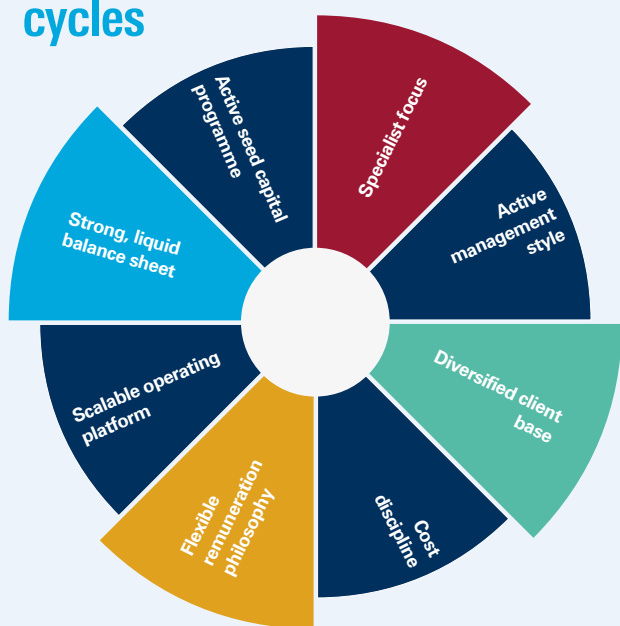 cycles
Specialist focus
Active
management
style
Diversified client
base
Cost
discipline
Flexible
remuneration
philosophy
Scalable operating
platform
Strong, liquid
balance sheet
Active seed capital
programme